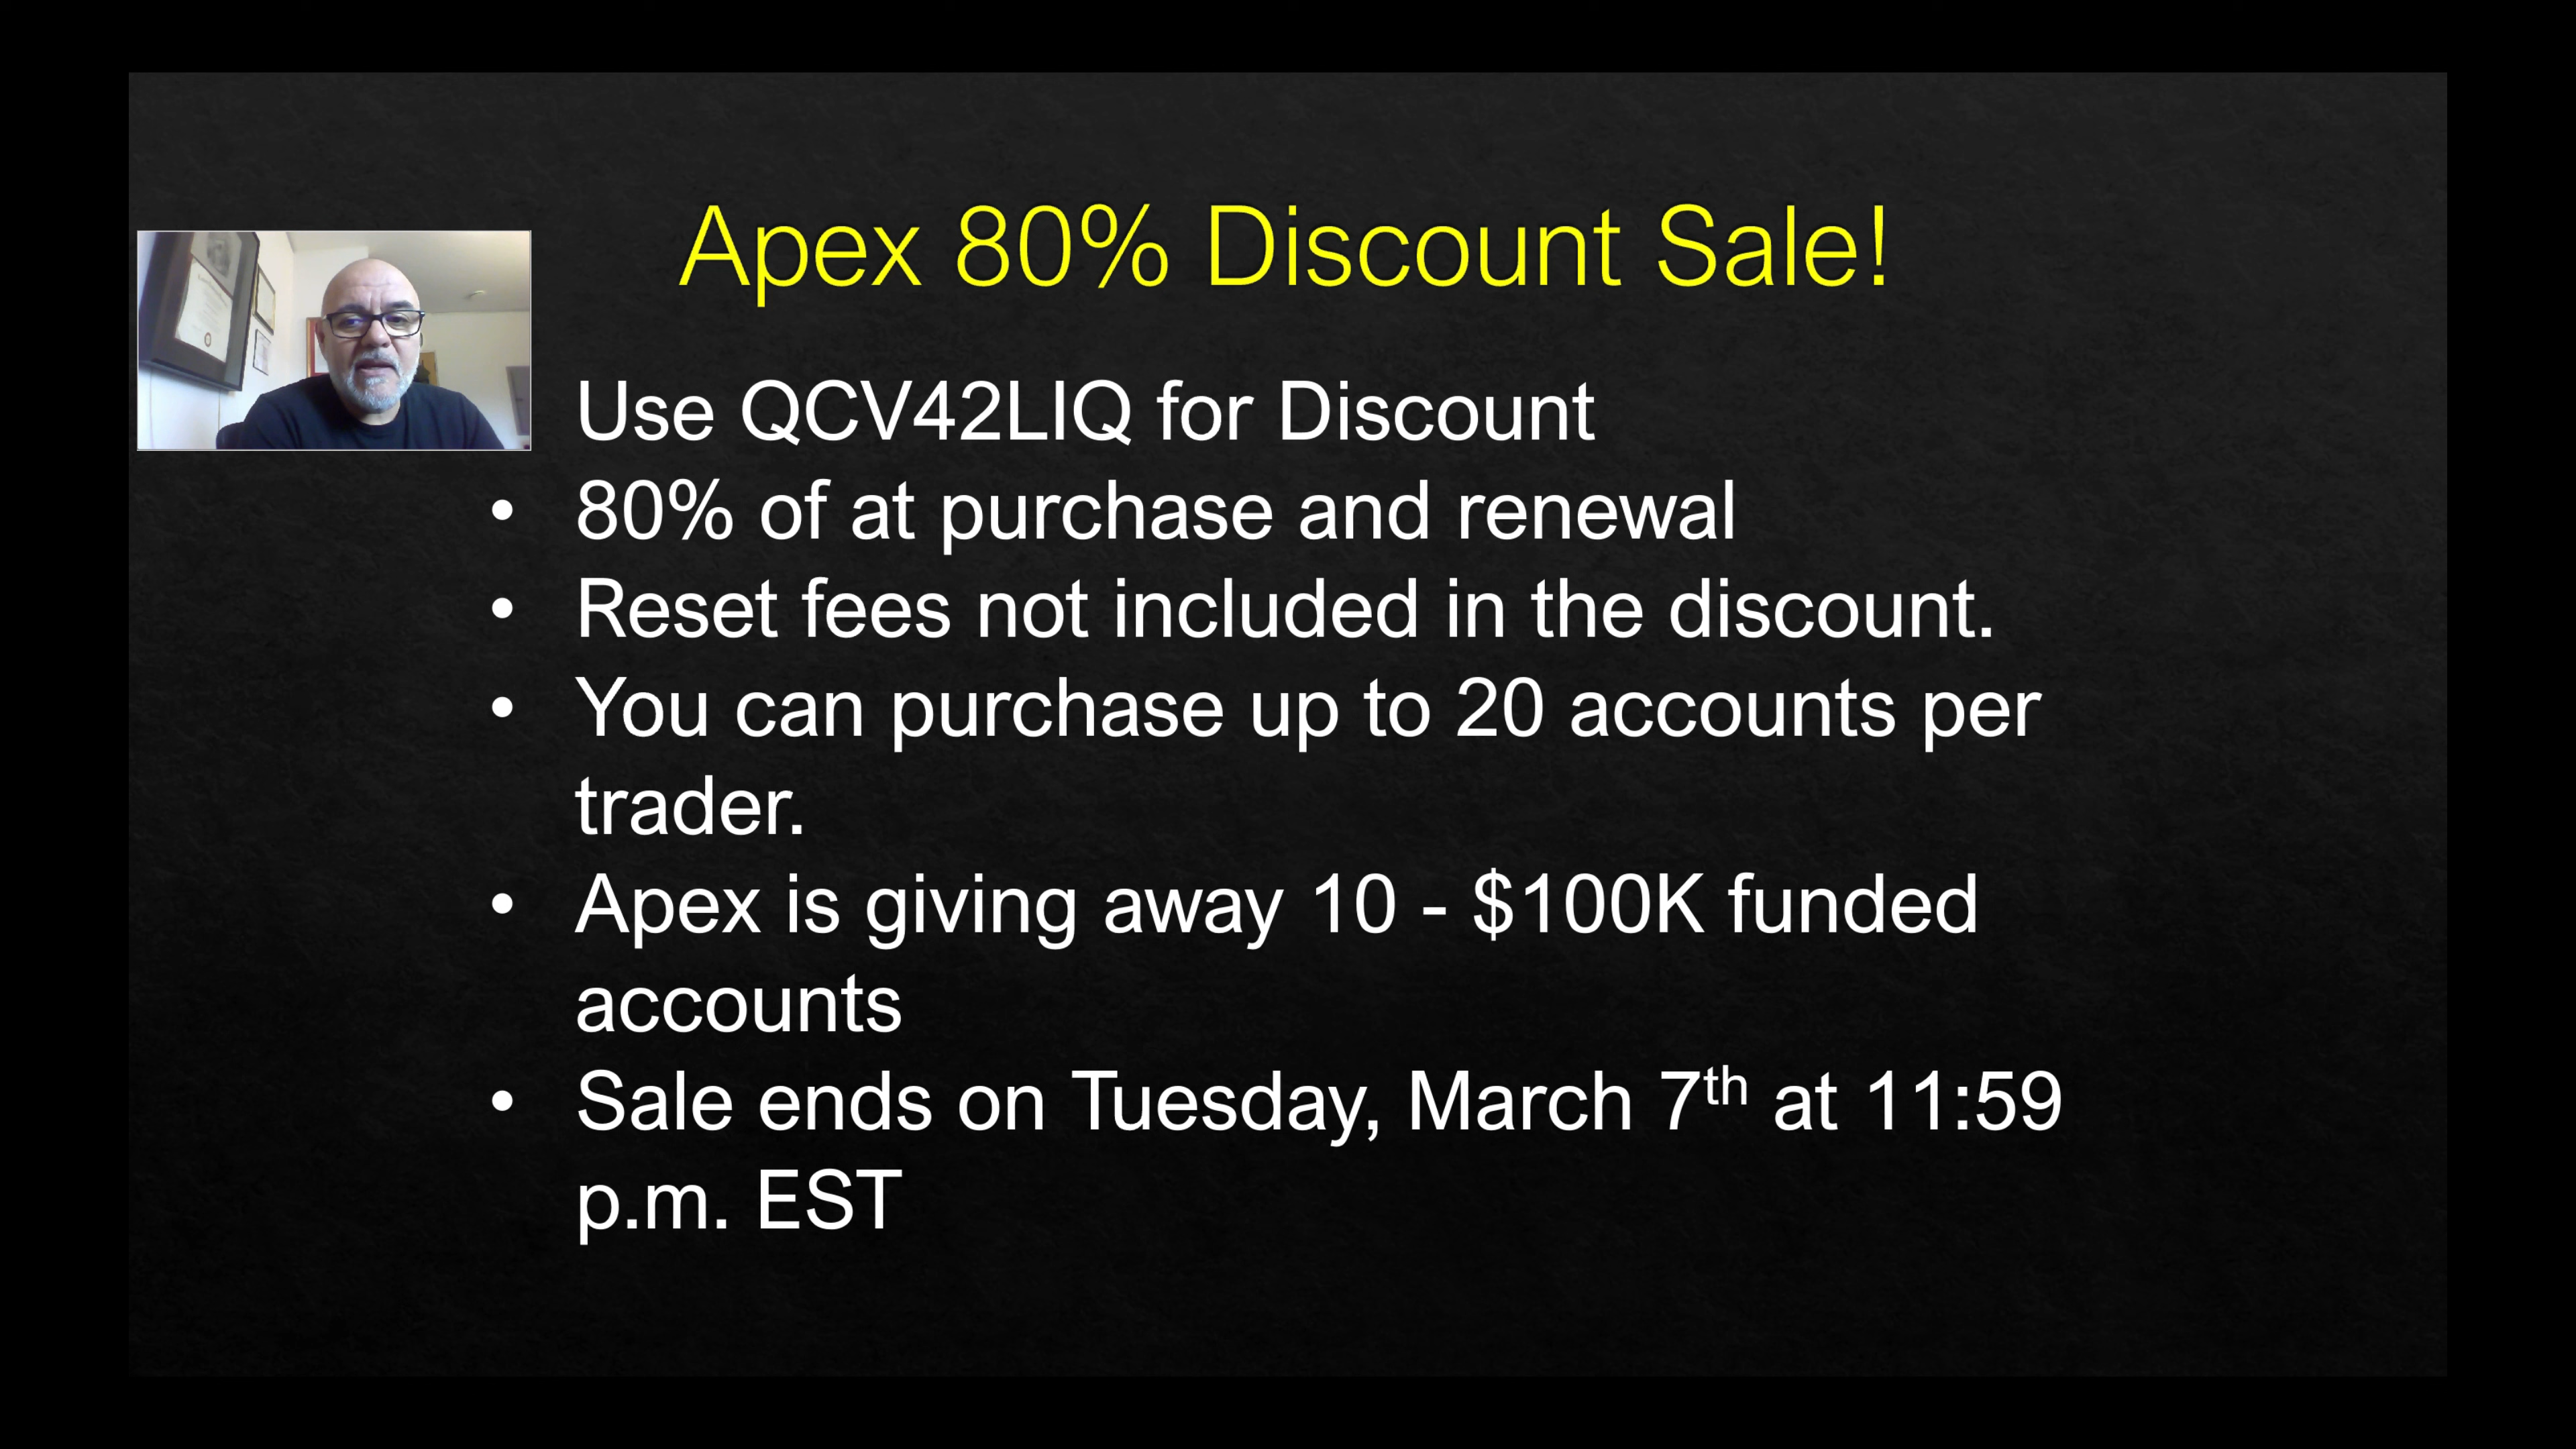 Apex 80% Discount Sale!
Use QCV42LIQ for Discount
• 80% of at purchase and renewal
• Reset fees not included in the discount.
• You can purchase up to 20 accounts per
trader.
• Apex is giving away 10 - $100K funded
accounts
• Sale ends on Tuesday, March 7th at 11:59
p.m. EST